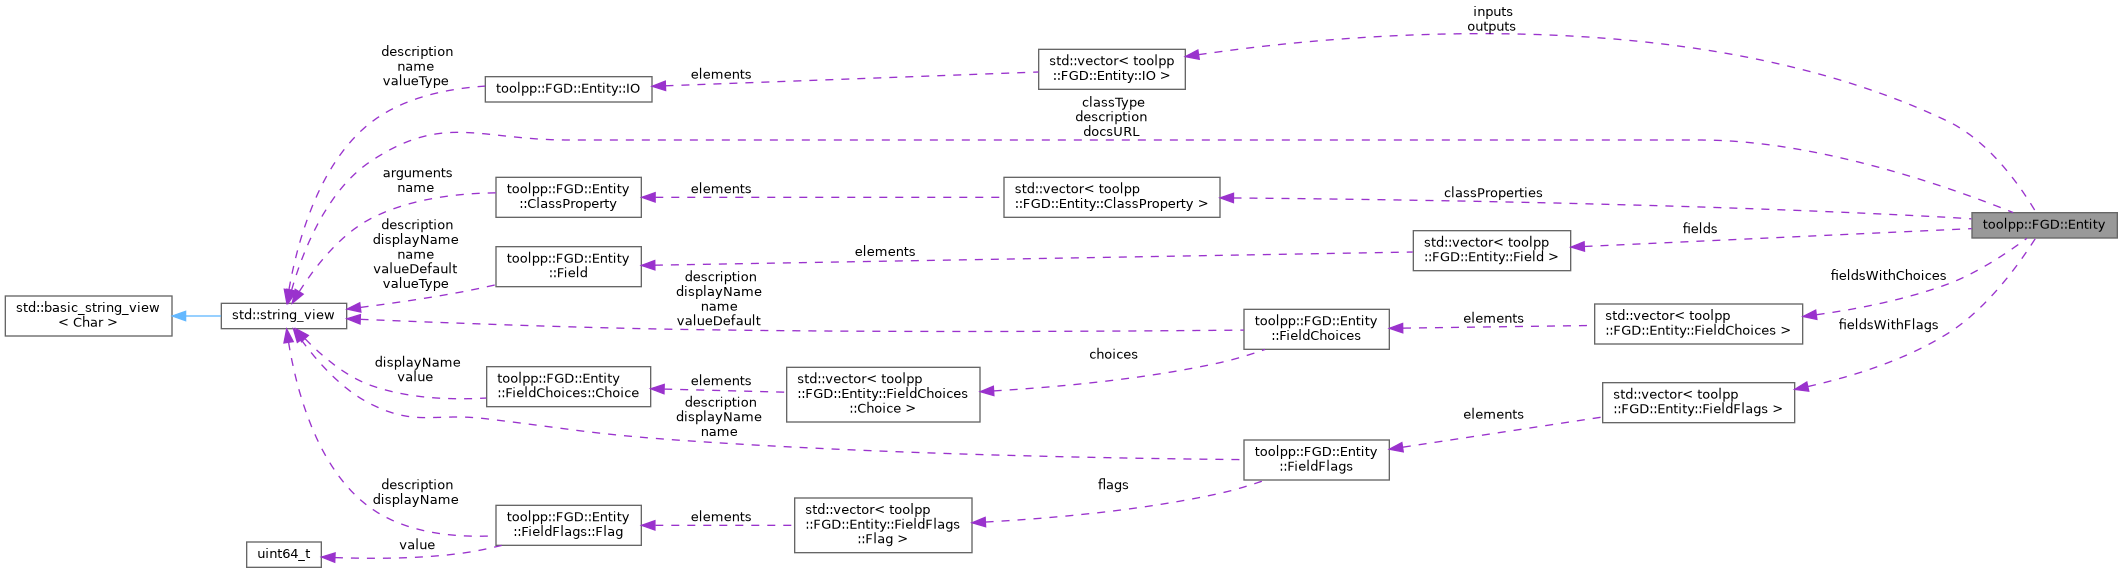 inputs
outputs
description
name
valueType
std::vector< toolpp
::FGD::Entity::IO >
elements
toolpp::FGD::Entity::IO
classType
description
docsURL
arguments
name
toolpp::FGD::Entity
::ClassProperty
elements
std::vector< toolpp
::FGD::Entity::ClassProperty >
classProperties
toolpp::FGD::Entity
description
displayName
name
valueDefault
valueType
toolpp::FGD::Entity
::Field
elements
std::vector< toolpp
::FGD::Entity::Field >
fields
std::basic_string_view
< Char >
std::string_view
description
displayName
name
valueDefault
toolpp::FGD::Entity
::FieldChoices
elements
std::vector< toolpp
::FGD::Entity::FieldChoices >
fieldsWithChoices
fieldsWithFlags
displayName
value
toolpp::FGD::Entity
::FieldChoices::Choice
elements
std::vector< toolpp
::FGD::Entity::FieldChoices
::Choice >
choices
description
displayName
name
toolpp::FGD::Entity
::FieldFlags
elements
std::vector< toolpp
::FGD::Entity::FieldFlags >
description
displayName
toolpp::FGD::Entity
::FieldFlags::Flag
elements
std::vector< toolpp
::FGD::Entity::FieldFlags
::Flag >
flags
uint64_t
value